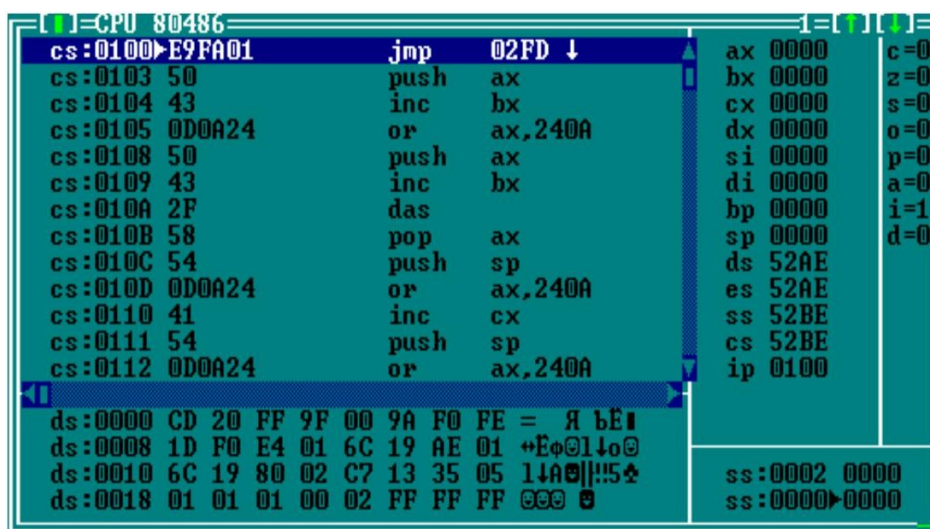 [ ]=CPU 80486 1=[↑][↓]
cs:0100►E9FA01 jmp 02FD ↓ ax 0000 c=0
cs:0103 50 push ax bx 0000 z=0
cs:0104 43 inc bx cx 0000 s=0
cs:0105 0D0A24 or ax,240A dx 0000 o=0
cs:0108 50 push ax si 0000 p=0
cs:0109 43 inc bx di 0000 a=0
cs:010A 2F das bp 0000 i=1
cs:010B 58 pop ax sp 0000 d=0
cs:010C 54 push sp ds 52AE
cs:010D 0D0A24 or ax,240A es 52AE
cs:0110 41 inc cx ss 52BE
cs:0111 54 push sp cs 52BE
cs:0112 0D0A24 or ax,240A ip 0100
ds:0000 CD 20 FF 9F 00 9A F0 FE = Я ЬЁ■
ds:0008 1D F0 E4 01 6C 19 AE 01 ↔Ёф☺l↓о☺
ds:0010 6C 19 80 02 C7 13 35 05 l↓А☻╟‼5♣ ss:0002 0000
ds:0018 01 01 01 00 02 FF FF FF ☺☺☺ ☻ ss:0000►0000